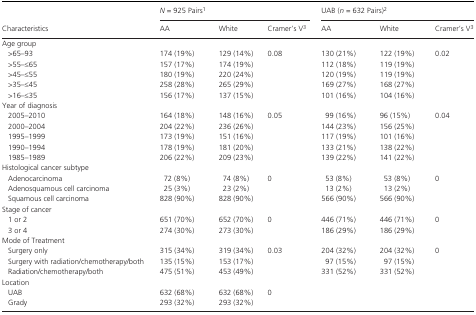 N = 925 Pairs1 UAB (n = 632 Pairs)2
Characteristics AA White Cramer's V3 AA White Cramer's V3
Age group
>65–93 174 (19%) 129 (14%) 0.08 130 (21%) 122 (19%) 0.02
>55–≤65 157 (17%) 174 (19%) 112 (18%) 119 (19%)
>45–≤55 180 (19%) 220 (24%) 120 (19%) 119 (19%)
>35–≤45 258 (28%) 265 (29%) 169 (27%) 168 (27%)
>16–≤35 156 (17%) 137 (15%) 101 (16%) 104 (16%)
Year of diagnosis
2005–2010 164 (18%) 148 (16%) 0.05 99 (16%) 96 (15%) 0.04
2000–2004 204 (22%) 236 (26%) 144 (23%) 156 (25%)
1995–1999 173 (19%) 151 (16%) 117 (19%) 101 (16%)
1990–1994 178 (19%) 181 (20%) 133 (21%) 138 (22%)
1985–1989 206 (22%) 209 (23%) 139 (22%) 141 (22%)
Histological cancer subtype
Adenocarcinoma 72 (8%) 74 (8%) 0 53 (8%) 53 (8%) 0
Adenosquamous cell carcinoma 25 (3%) 23 (2%) 13 (2%) 13 (2%)
Squamous cell carcinoma 828 (90%) 828 (90%) 566 (90%) 566 (90%)
Stage of cancer
1 or 2 651 (70%) 652 (70%) 0 446 (71%) 446 (71%) 0
3 or 4 274 (30%) 273 (30%) 186 (29%) 186 (29%)
Mode of Treatment
Surgery only 315 (34%) 319 (34%) 0.03 204 (32%) 204 (32%) 0
Surgery with radiation/chemotherapy/both 135 (15%) 153 (17%) 97 (15%) 97 (15%)
Radiation/chemotherapy/both 475 (51%) 453 (49%) 331 (52%) 331 (52%)
Location
UAB 632 (68%) 632 (68%) 0
Grady 293 (32%) 293 (32%)